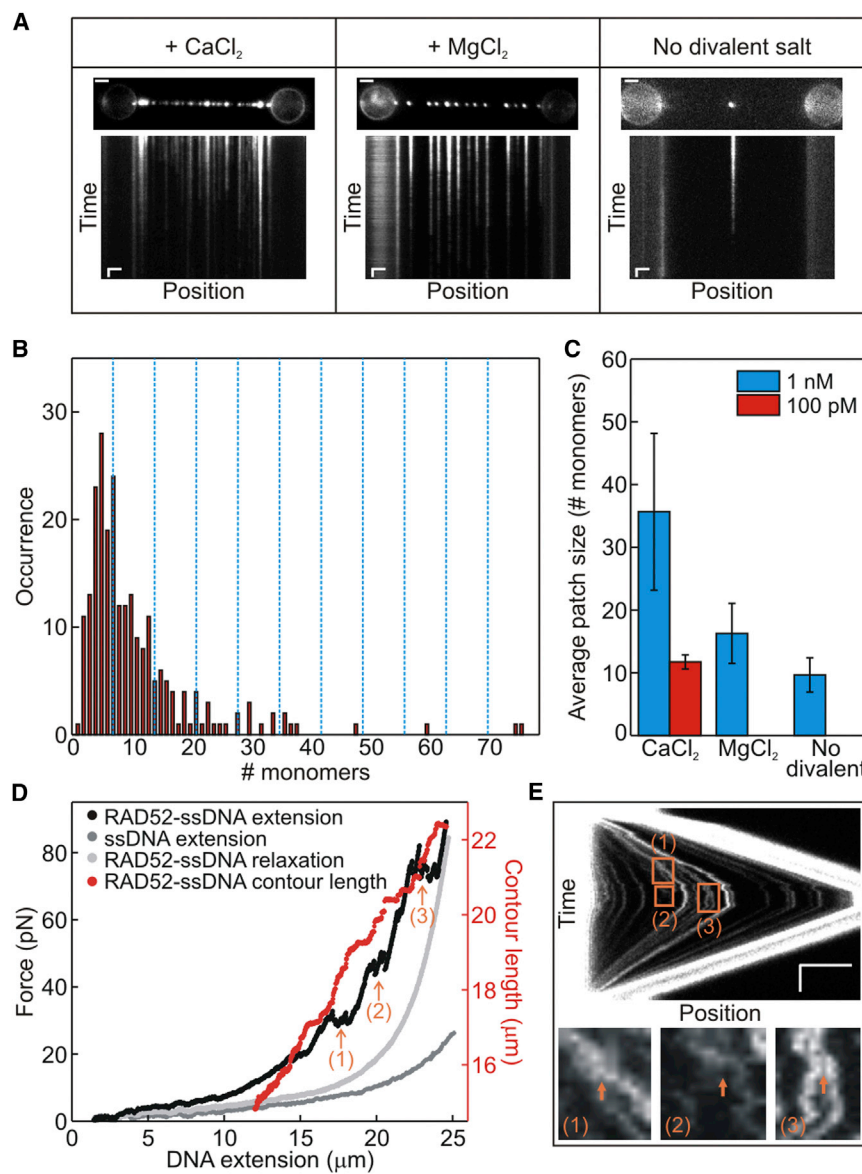 A
+ CaCl₂
+ MgCl₂
No divalent salt
Time
Position
Time
Position
Time
Position
B
Occurrence
30
20
10
0
0 10 20 30 40 50 60 70
# monomers
C
Average patch size (# monomers)
60
50
40
30
20
10
0
1 nM
100 pM
CaCl₂
MgCl₂
No divalent
D
RAD52-ssDNA extension
ssDNA extension
RAD52-ssDNA relaxation
RAD52-ssDNA contour length
Force (pN)
80
60
40
20
0
0 5 10 15 20 25
DNA extension (μm)
Contour length (μm)
22
20
18
16
(1)
(2)
(3)
E
Time
Position
(1)
(2)
(3)
(1)
(2)
(3)